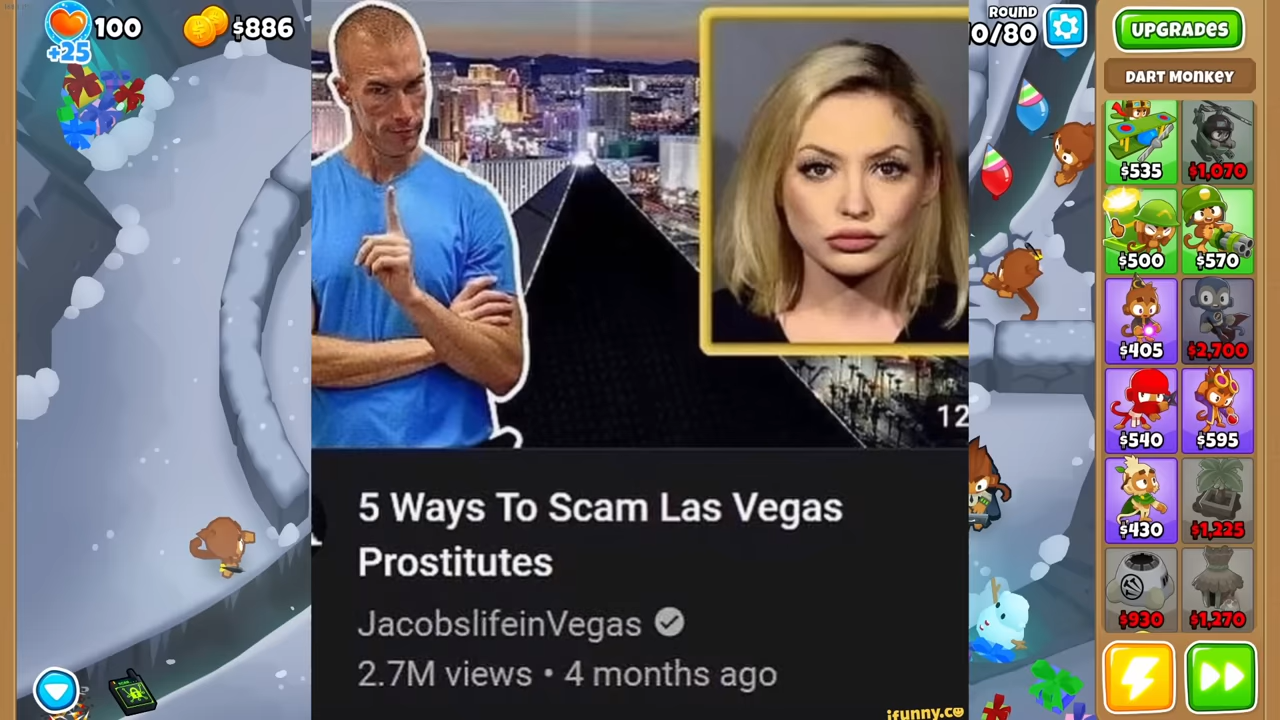 100
+25
$886
ROUND
0/80
UPGRADES
DART MONKEY
$535
$1,070
$500
$570
$405
$2,700
$540
$595
$430
$1,225
$930
$1,270
12
5 Ways To Scam Las Vegas
Prostitutes
JacobslifeinVegas
2.7M views • 4 months ago
ifunny.co